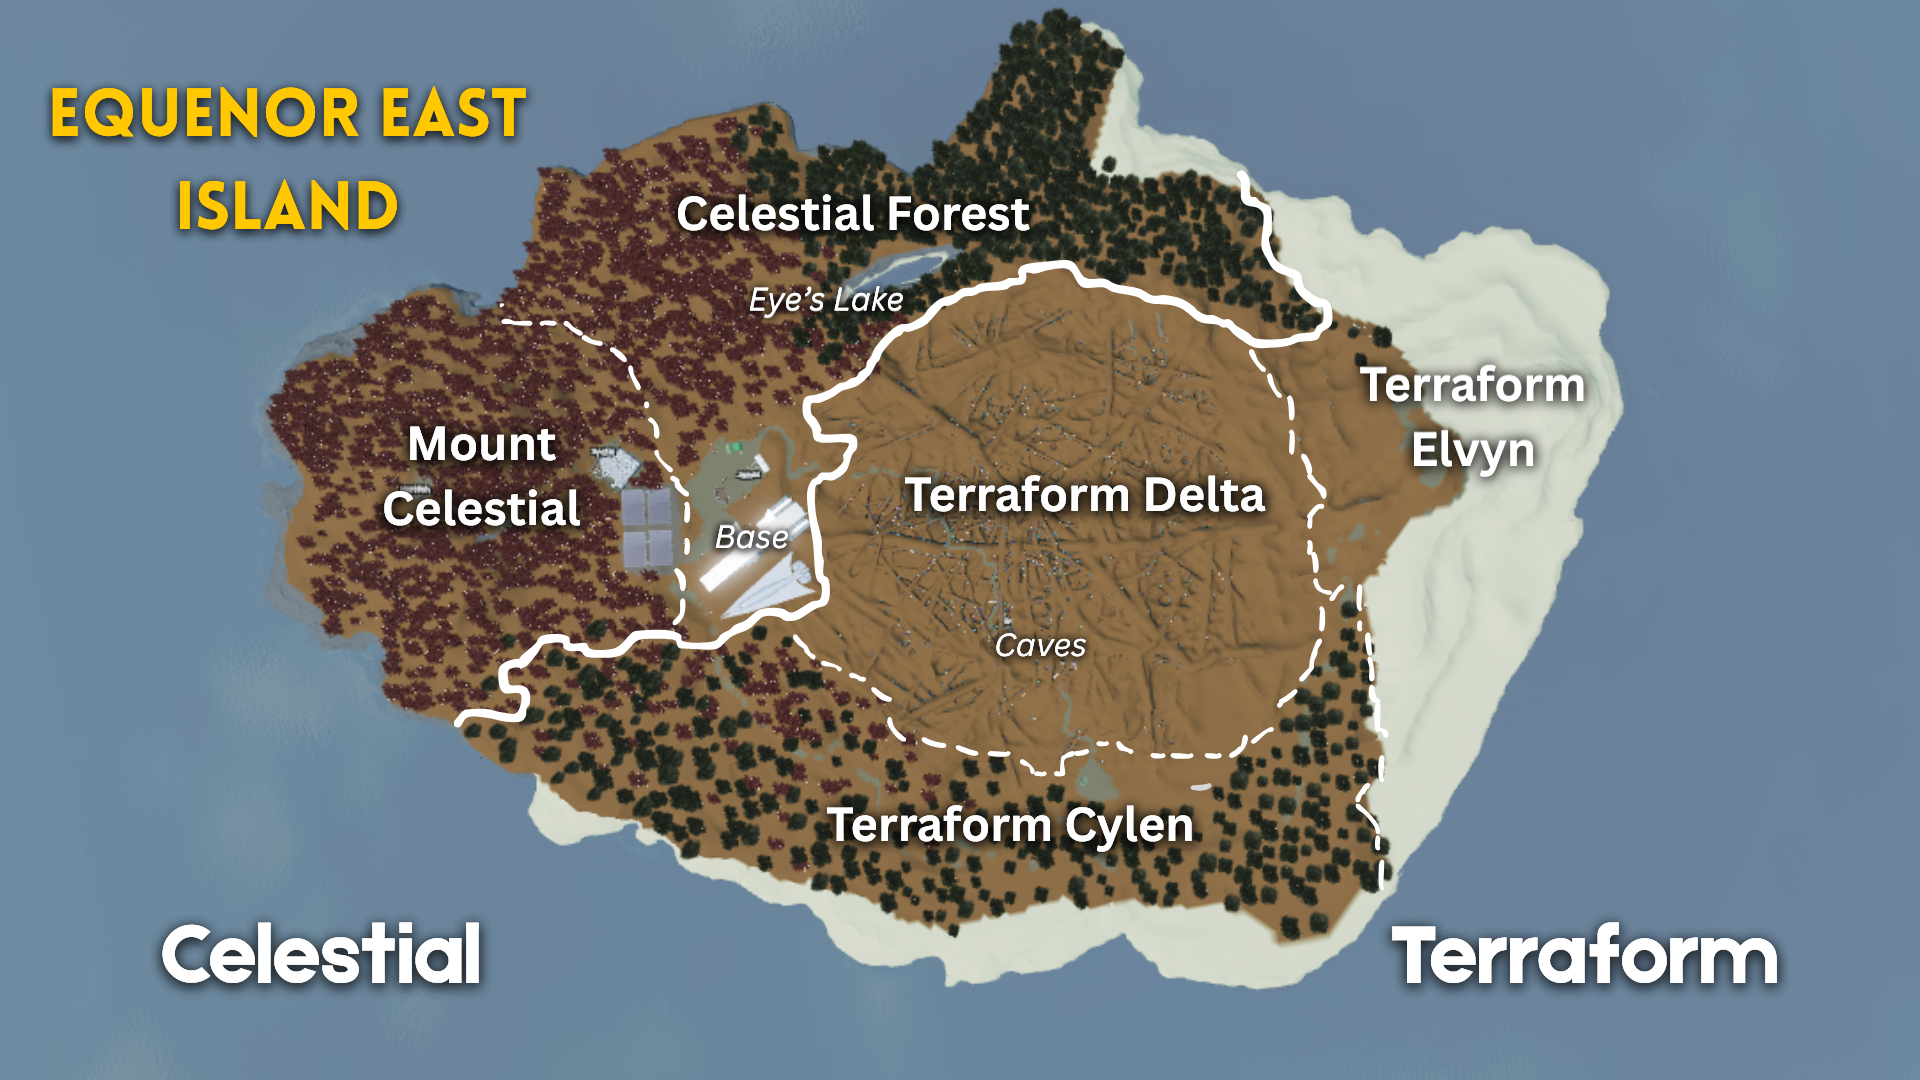 EQUENOR EAST
ISLAND
Celestial Forest
Eye's Lake
Terraform
Elvyn
Mount
Celestial
Terraform Delta
Base
Caves
Terraform Cylen
Celestial
Terraform